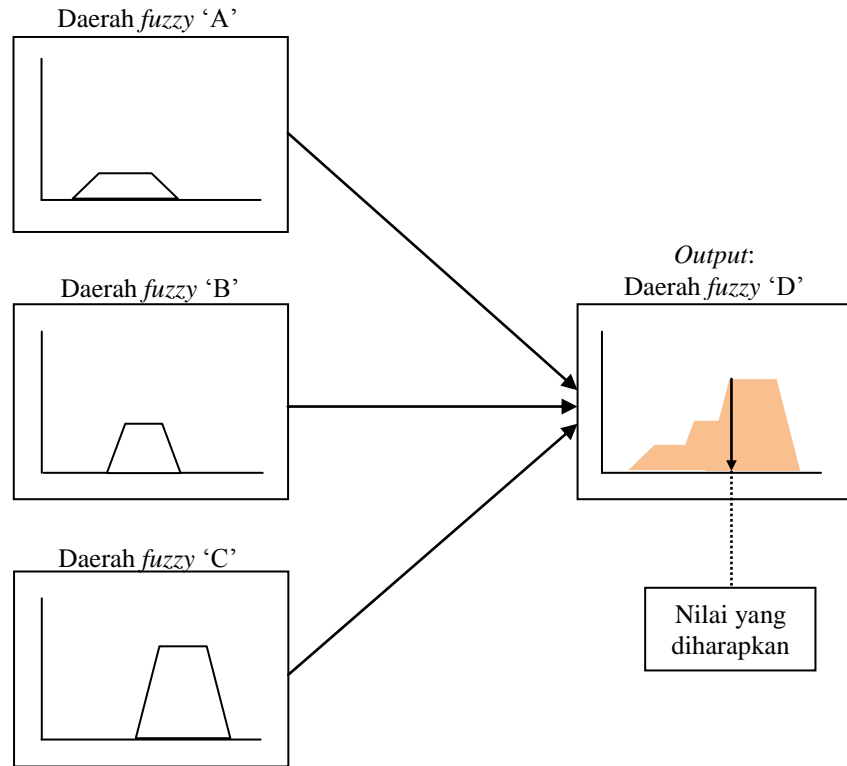 Daerah fuzzy ‘A’
Daerah fuzzy ‘B’
Daerah fuzzy ‘C’
Output:
Daerah fuzzy ‘D’
Nilai yang
diharapkan